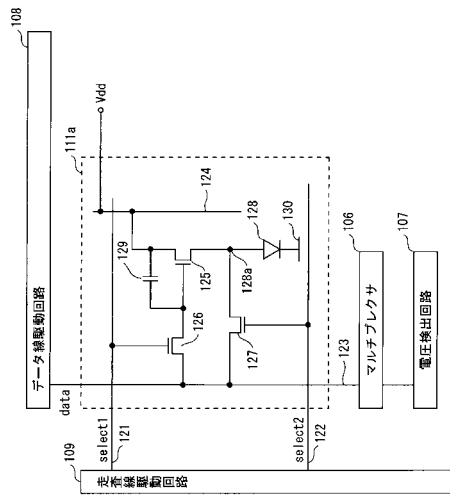 108
データ線駆動回路
Vdd
111a
data
124
129
125
128
130
128a
126
127
106
マルチプレクサ
107
電圧検出回路
123
select1
121
select2
122
109
走査線駆動回路